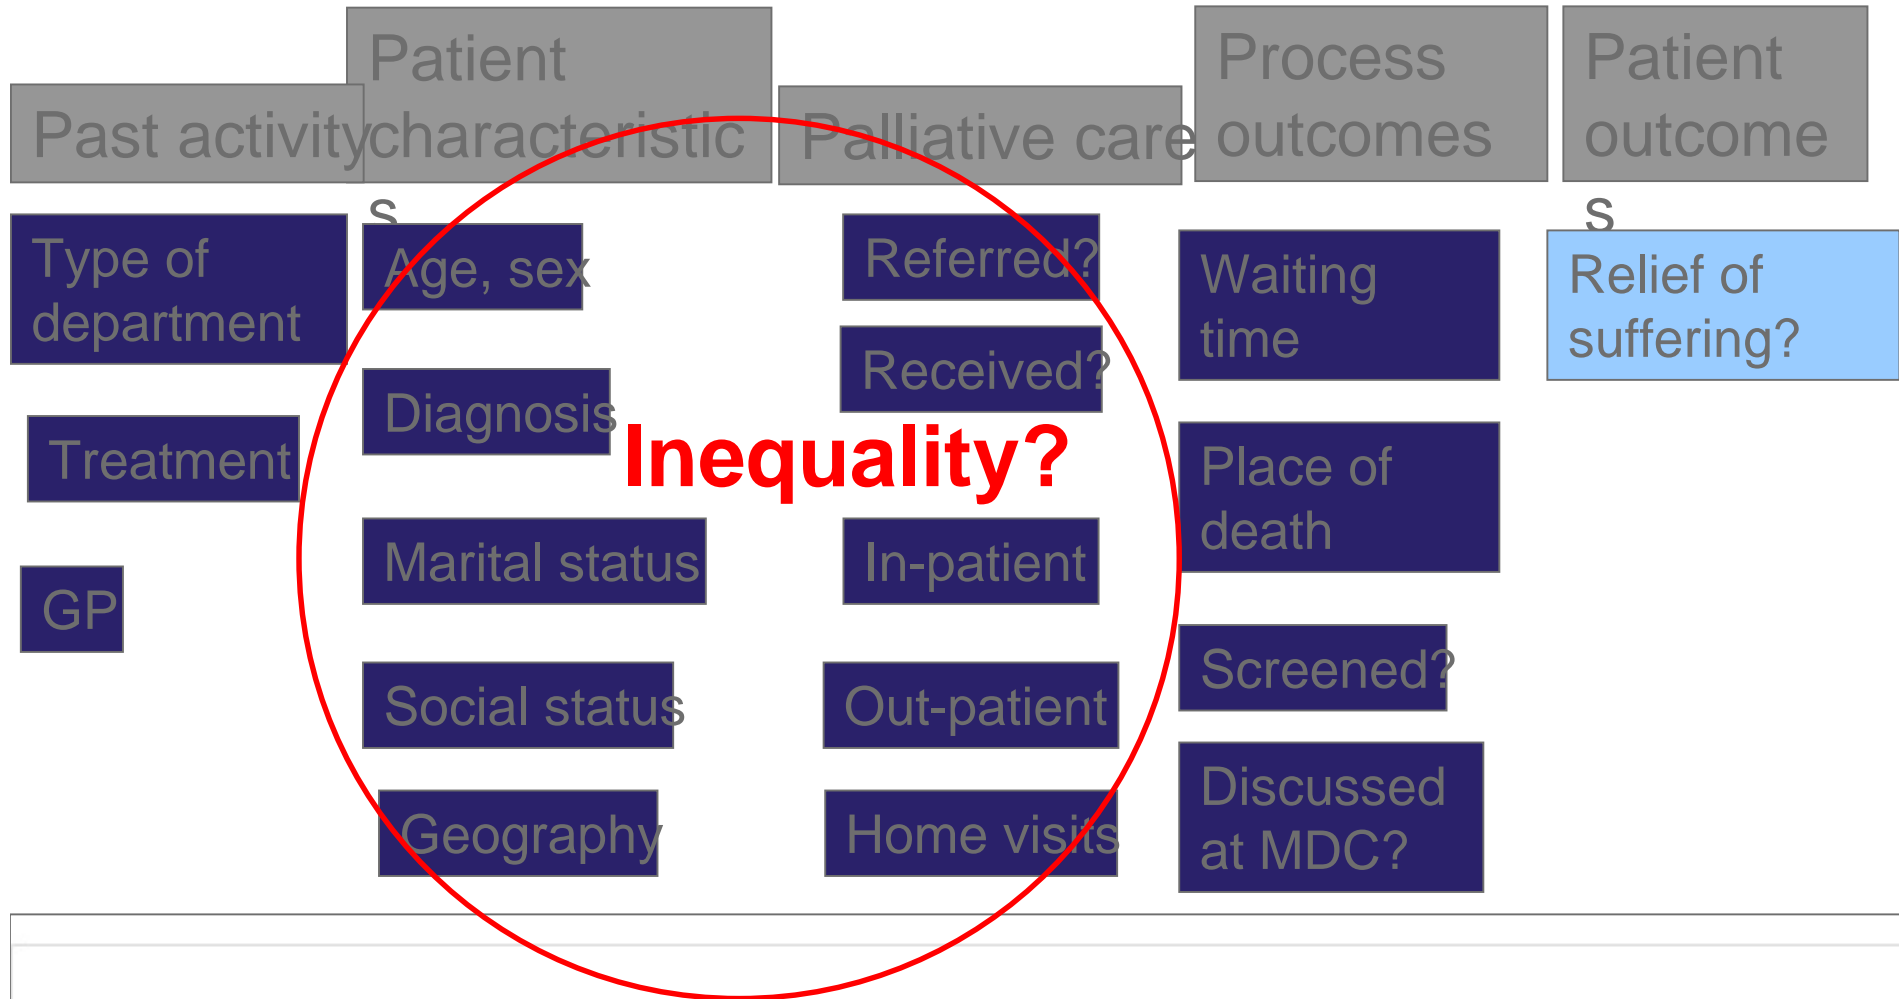 Past activity
Patient
characteristic
s
Palliative care
Process
outcomes
Patient
outcome
s
Type of
department
Treatment
GP
Age, sex
Diagnosis
Marital status
Social status
Geography
Inequality?
Referred?
Received?
In-patient
Out-patient
Home visits
Waiting
time
Place of
death
Screened?
Discussed
at MDC?
Relief of
suffering?